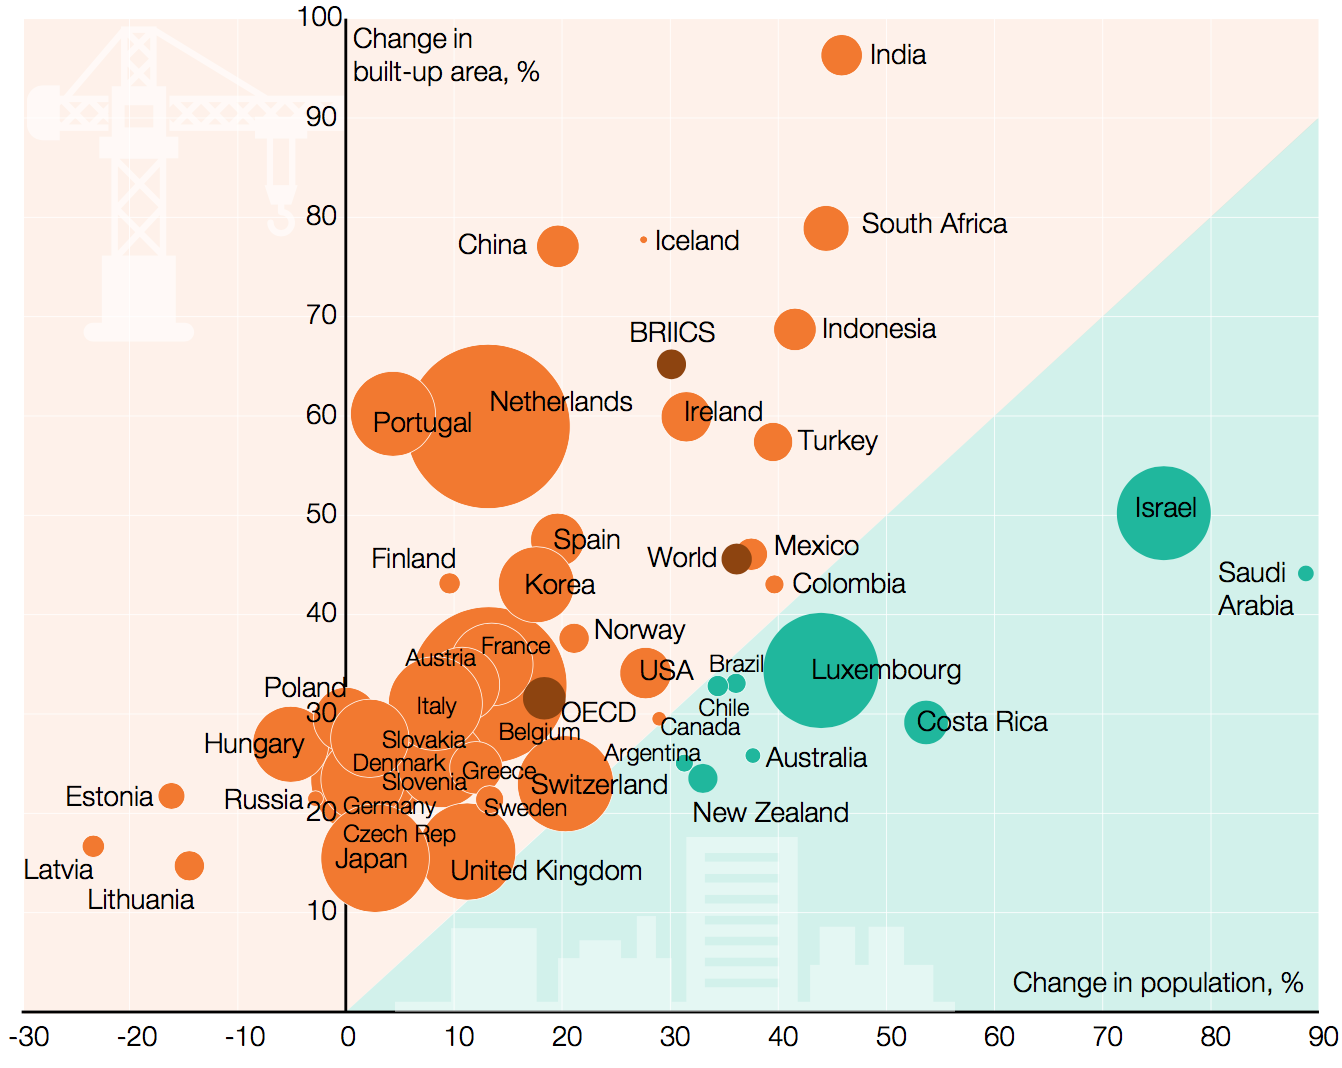 100
Change in
built-up area, %
India
90
80
South Africa
China
Iceland
70
BRIICS
Indonesia
Netherlands
60
Portugal
Ireland
Turkey
50
Israel
Spain
Finland
World
Mexico
Korea
Colombia
Saudi
Arabia
40
Norway
France
Austria
USA
Brazil
Luxembourg
Poland
Italy
30
OECD
Chile
Canada
Costa Rica
Belgium
Hungary
Slovakia
Denmark
Argentina
Australia
Greece
Slovenia
Switzerland
Estonia
Russia
20
Germany
Sweden
New Zealand
Czech Rep
Japan
Latvia
United Kingdom
Lithuania
10
Change in population, %
-30 -20 -10 0 10 20 30 40 50 60 70 80 90